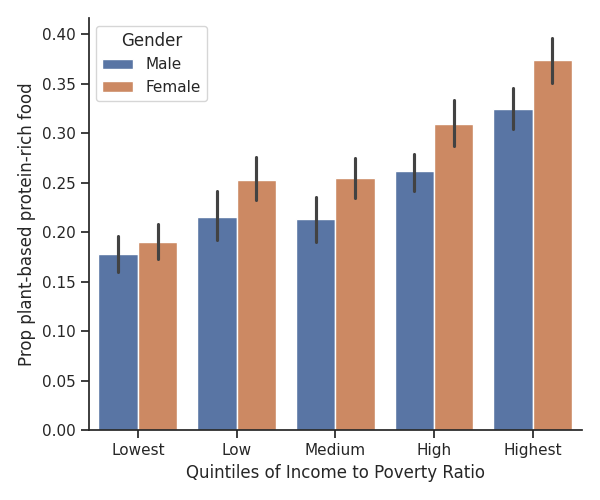 Gender
Male
Female
0.40
0.35
0.30
0.25
0.20
0.15
0.10
0.05
0.00
Prop plant-based protein-rich food
Lowest Low Medium High Highest
Quintiles of Income to Poverty Ratio